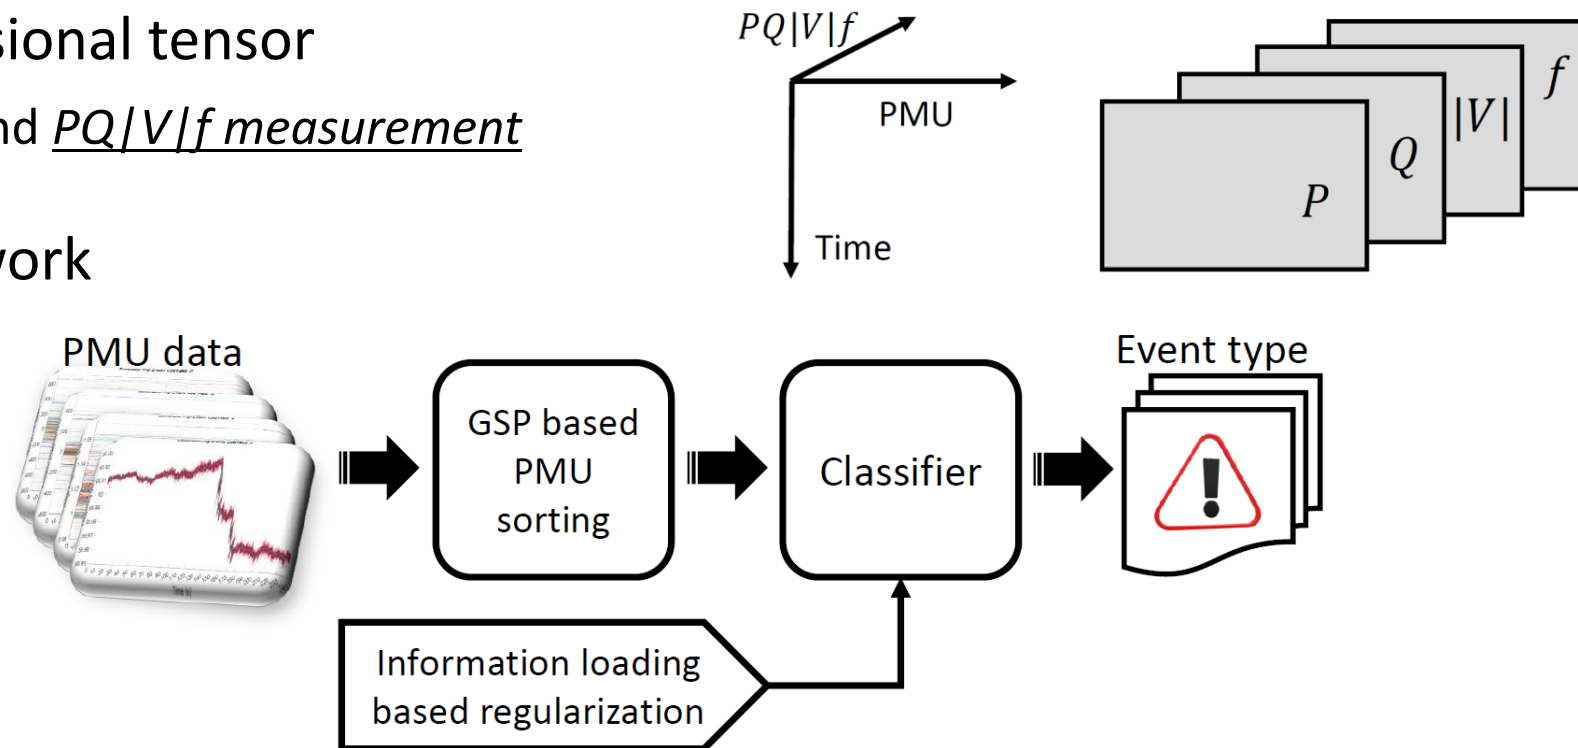 sional tensor
nd PQ|V|f measurement
work
PQ|V|f
PMU
Time
P
Q
|V|
f
PMU data
GSP based
PMU
sorting
Classifier
Event type
Information loading
based regularization